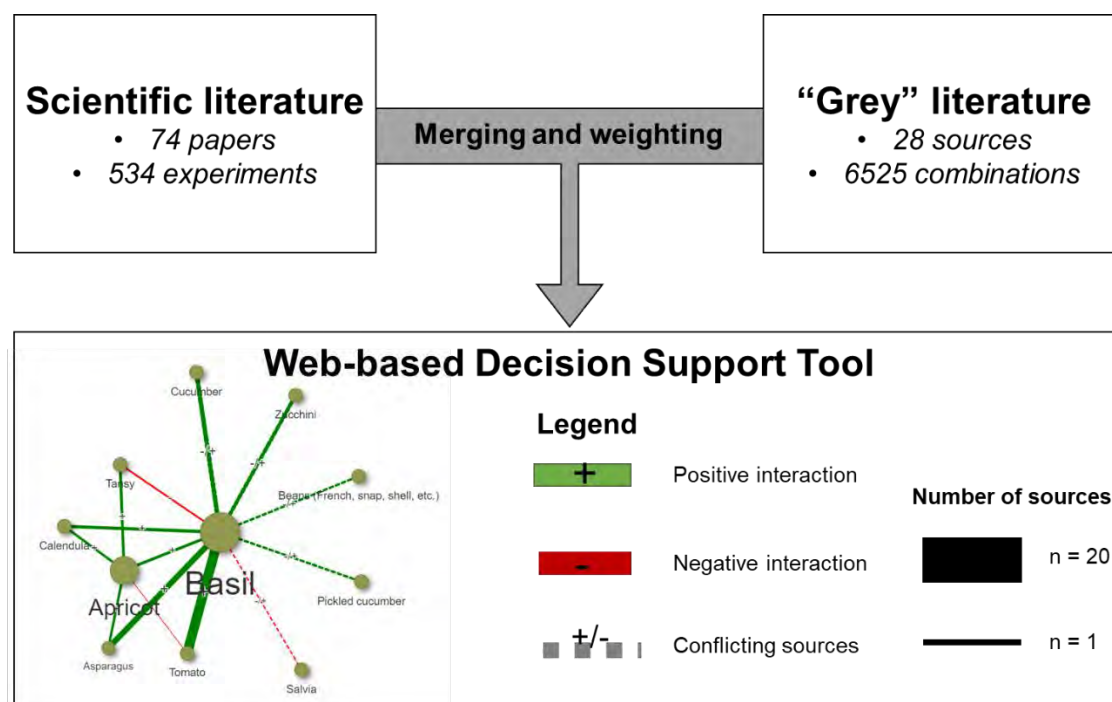 Scientific literature
• 74 papers
• 534 experiments
Merging and weighting
“Grey” literature
• 28 sources
• 6525 combinations
Web-based Decision Support Tool
Cucumber
Zucchini
-/+
-/+
Tansy
Beans (French, snap, shell, etc.)
Calendula
Basil
Apricot
Pickled cucumber
Asparagus
Tomato
Salvia
Legend
+
Positive interaction
-
Negative interaction
+/-
Conflicting sources
Number of sources
n = 20
n = 1